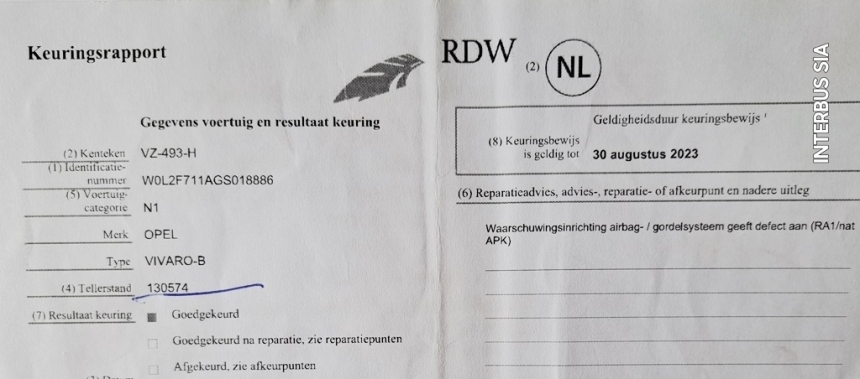 Keuringsrapport
RDW
(2) NL
Gegevens voertuig en resultaat keuring
(2) Kenteken VZ-493-H
(1) Identificatie-
nummer W0L2F711AGS018886
(5) Voertuig-
categorie N1
Merk OPEL
Type VIVARO-B
(4) Tellerstand 130574
(7) Resultaat keuring Goedgekeurd
Goedgekeurd na reparatie, zie reparatiepunten
Afgekeurd, zie afkeurpunten
Geldigheidsduur keuringsbewijs ¹
(8) Keuringsbewijs
is geldig tot 30 augustus 2023
(6) Reparatieadvies, advies-, reparatie- of afkeurpunt en nadere uitleg
Waarschuwingsinrichting airbag- / gordelsysteem geeft defect aan (RA1/nat
APK)
INTERBUS SIA